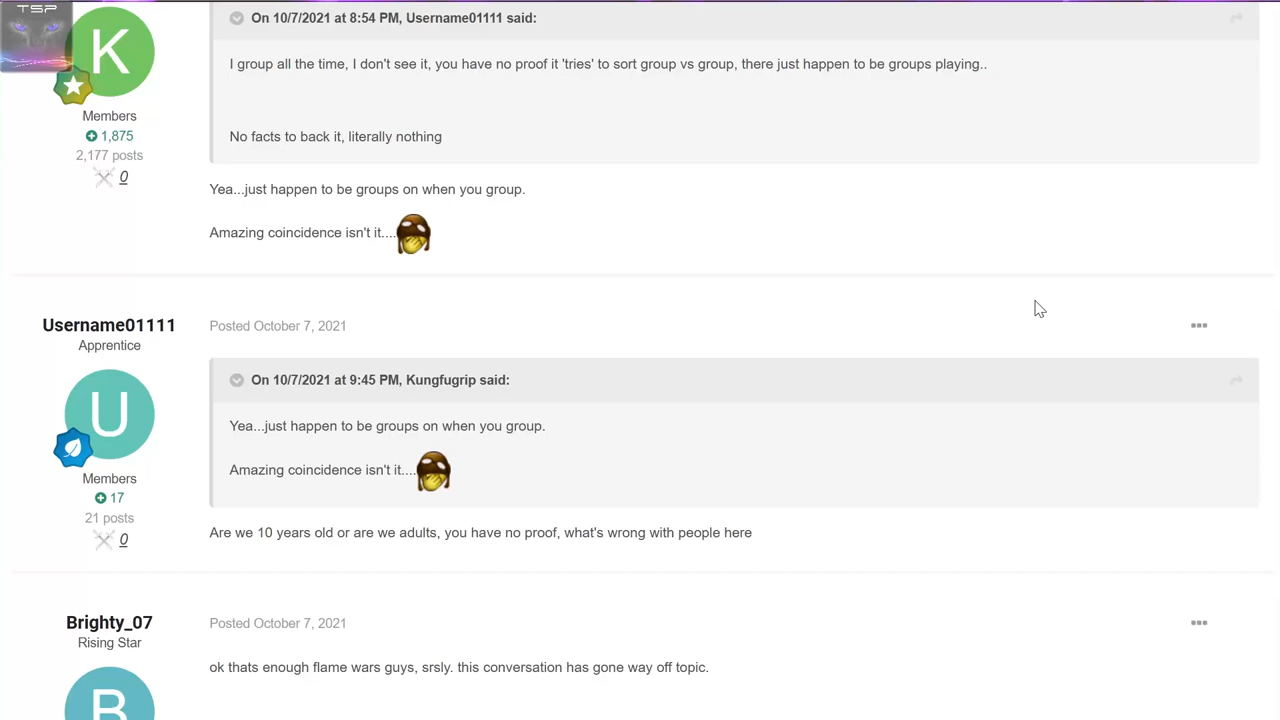 TSP
On 10/7/2021 at 8:54 PM, Username01111 said:
K
I group all the time, I don't see it, you have no proof it 'tries' to sort group vs group, there just happen to be groups playing..
Members
1,875
No facts to back it, literally nothing
2,177 posts
0
Yea...just happen to be groups on when you group.
Amazing coincidence isn't it....
Username01111
Posted October 7, 2021
Apprentice
On 10/7/2021 at 9:45 PM, Kungfugrip said:
U
Yea...just happen to be groups on when you group.
Amazing coincidence isn't it....
Members
17
21 posts
0
Are we 10 years old or are we adults, you have no proof, what's wrong with people here
Brighty_07
Posted October 7, 2021
Rising Star
ok thats enough flame wars guys, srsly. this conversation has gone way off topic.
B